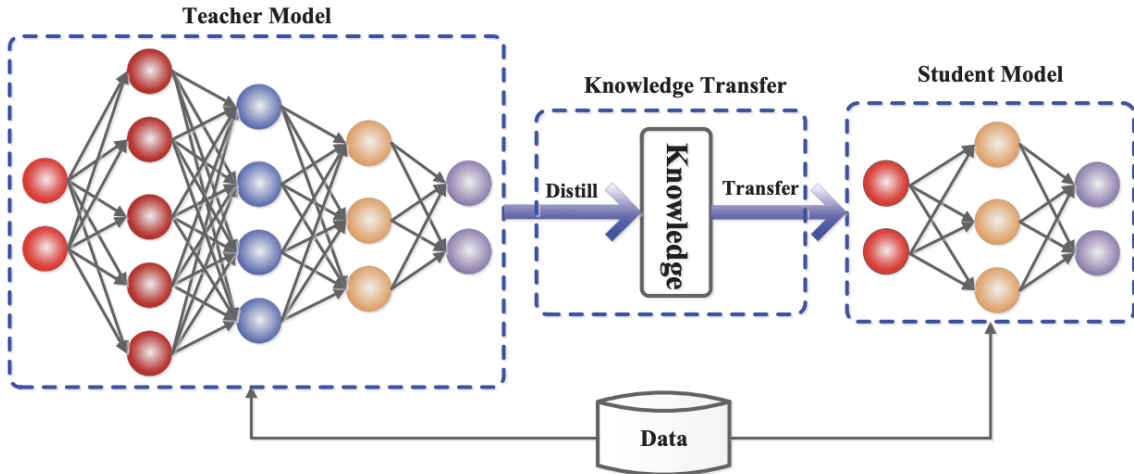 Teacher Model
Knowledge Transfer
Student Model
Distill
Knowledge
Transfer
Data